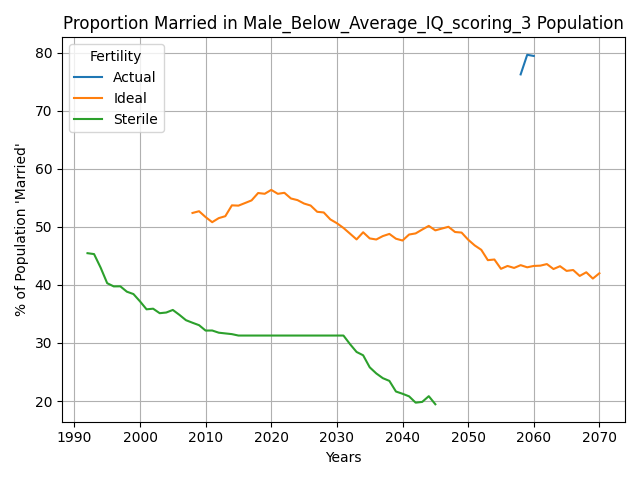 Proportion Married in Male_Below_Average_IQ_scoring_3 Population
Fertility
Actual
Ideal
Sterile
% of Population 'Married'
80
70
60
50
40
30
20
1990 2000 2010 2020 2030 2040 2050 2060 2070
Years